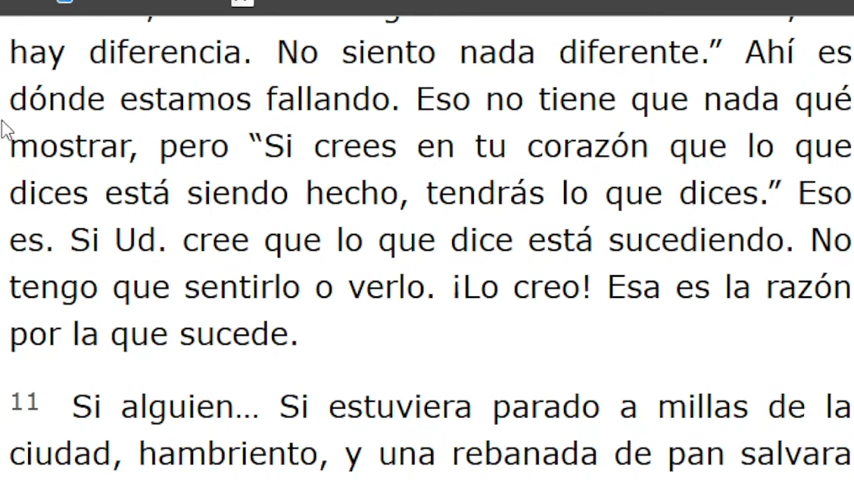 hay diferencia. No siento nada diferente.” Ahí es
dónde estamos fallando. Eso no tiene que nada qué
mostrar, pero “Si crees en tu corazón que lo que
dices está siendo hecho, tendrás lo que dices.” Eso
es. Si Ud. cree que lo que dice está sucediendo. No
tengo que sentirlo o verlo. ¡Lo creo! Esa es la razón
por la que sucede.
11 Si alguien… Si estuviera parado a millas de la
ciudad, hambriento, y una rebanada de pan salvara